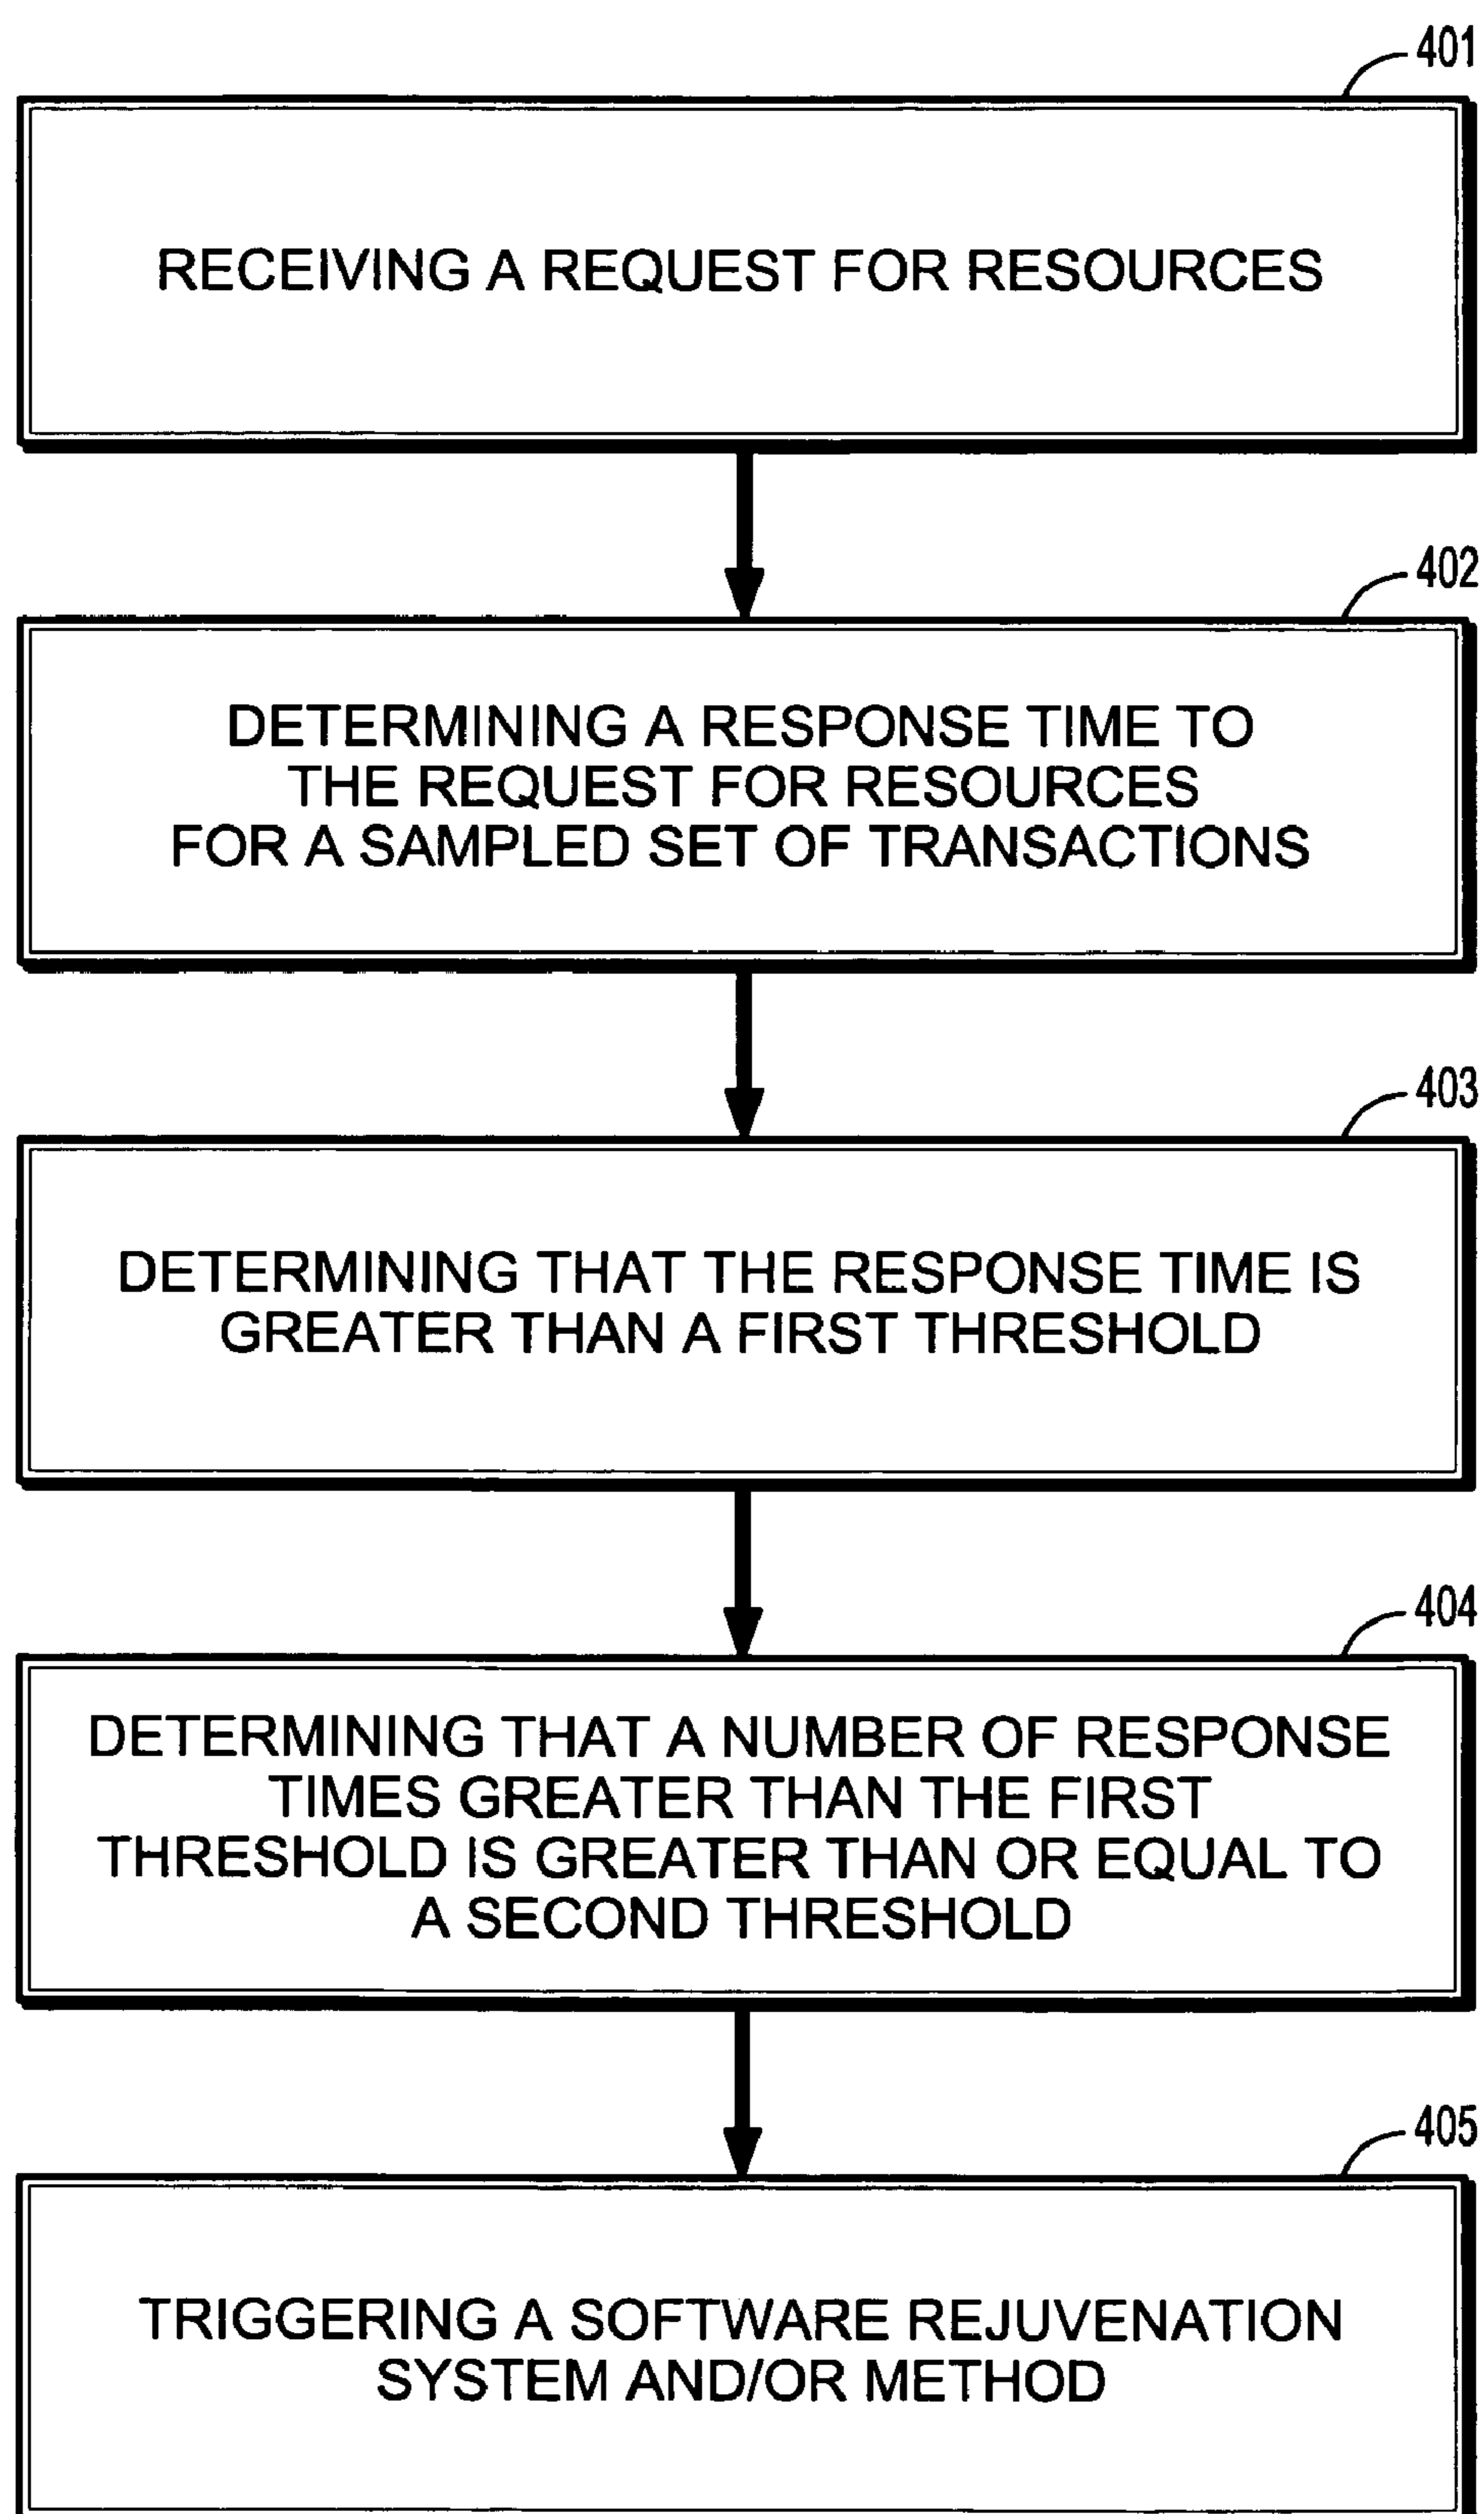 401
RECEIVING A REQUEST FOR RESOURCES
402
DETERMINING A RESPONSE TIME TO
THE REQUEST FOR RESOURCES
FOR A SAMPLED SET OF TRANSACTIONS
403
DETERMINING THAT THE RESPONSE TIME IS
GREATER THAN A FIRST THRESHOLD
404
DETERMINING THAT A NUMBER OF RESPONSE
TIMES GREATER THAN THE FIRST
THRESHOLD IS GREATER THAN OR EQUAL TO
A SECOND THRESHOLD
405
TRIGGERING A SOFTWARE REJUVENATION
SYSTEM AND/OR METHOD